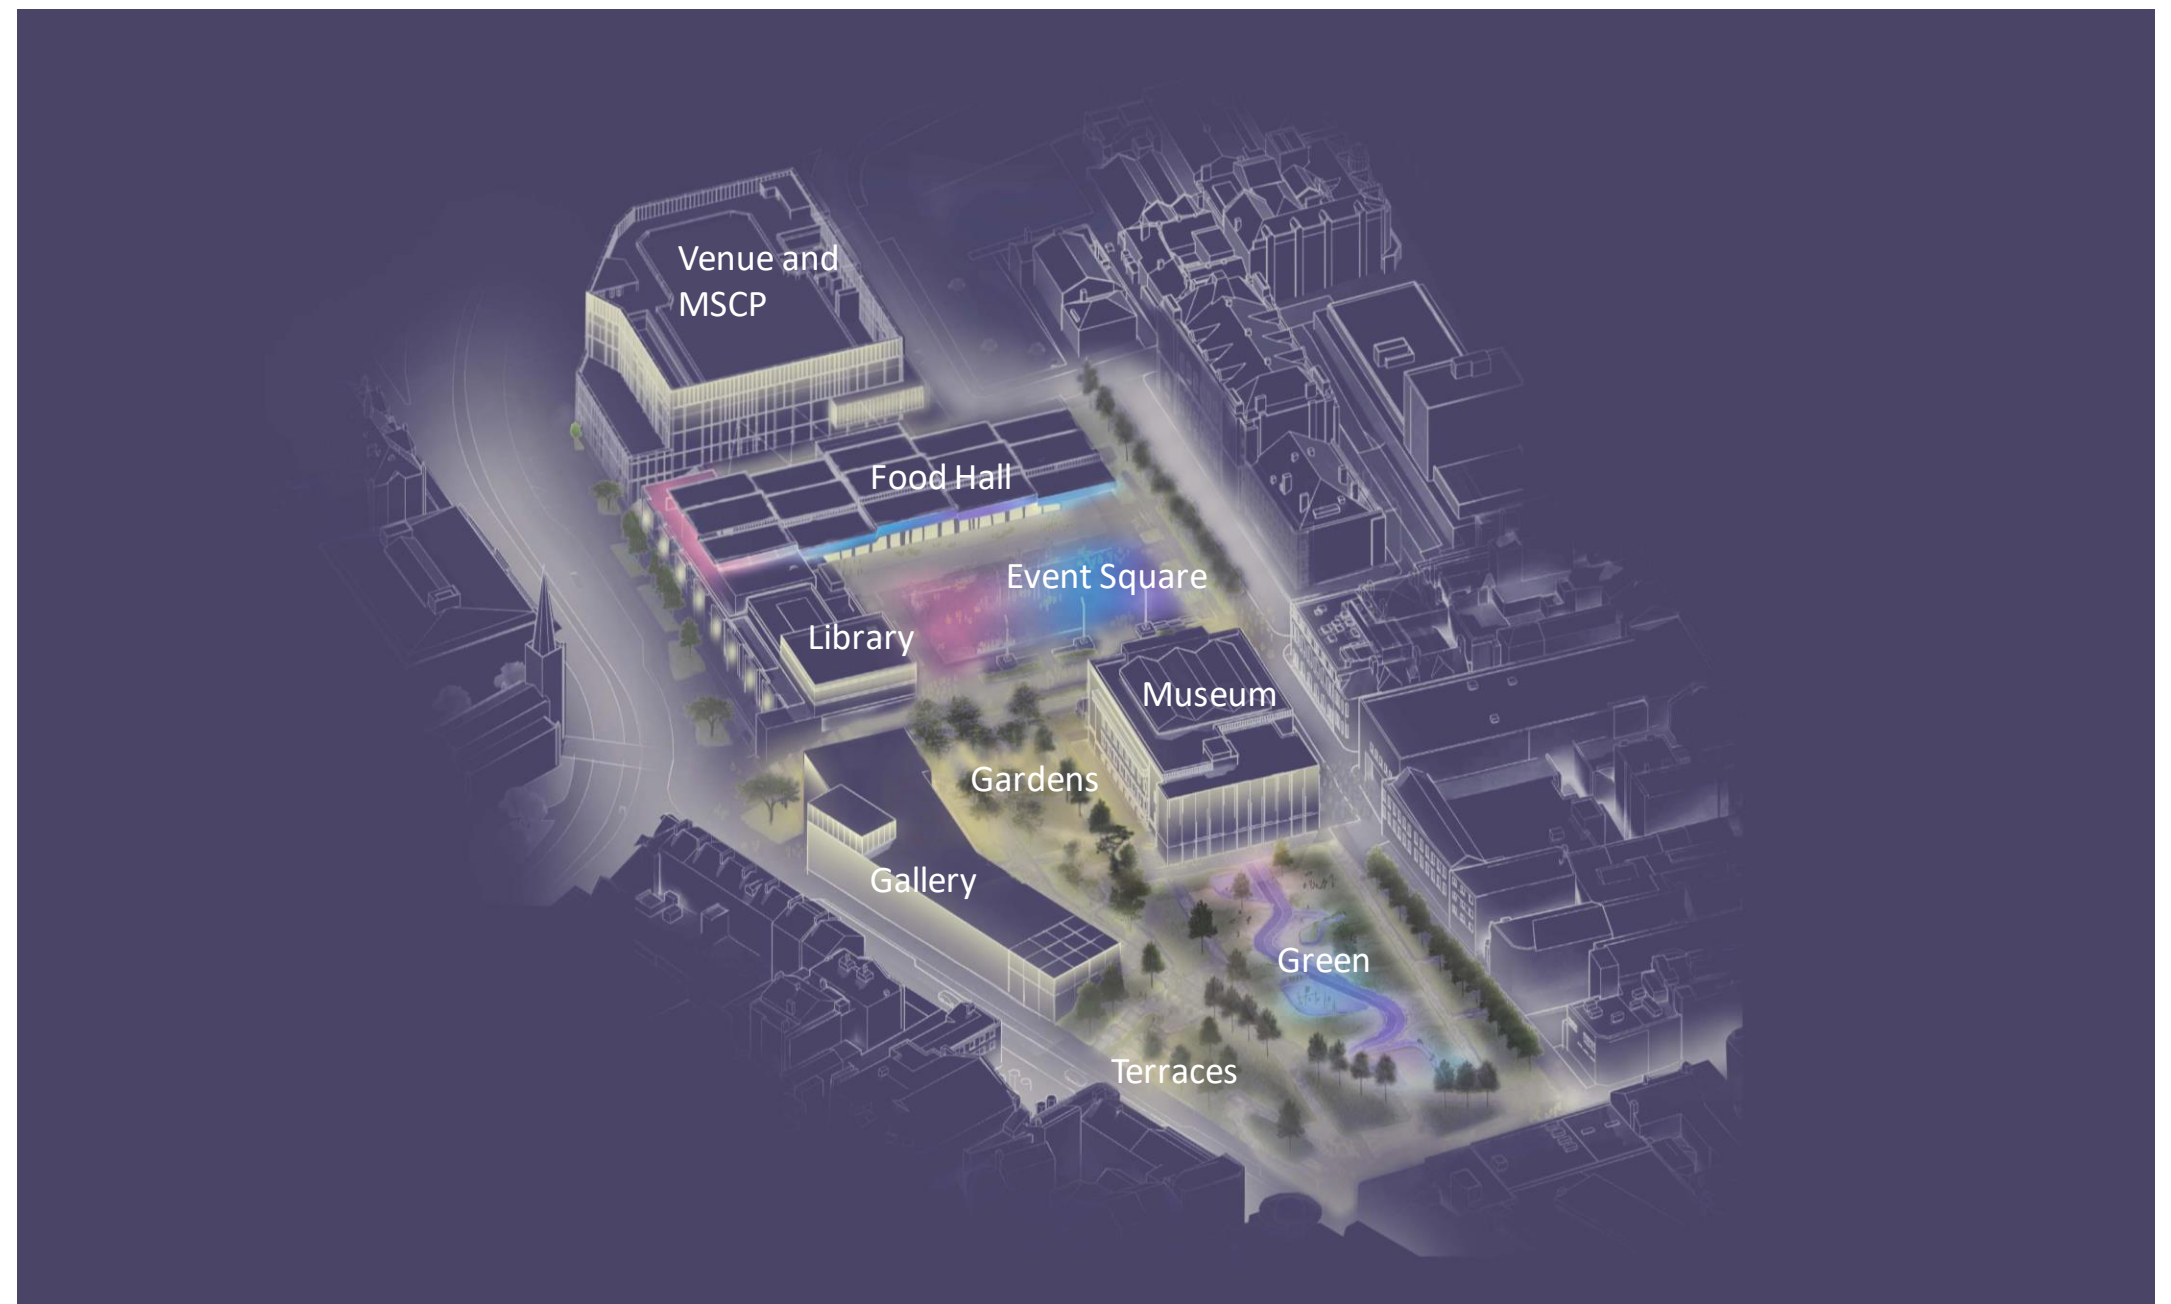 Venue and
MSCP
Food Hall
Event Square
Library
Museum
Gardens
Gallery
Green
Terraces